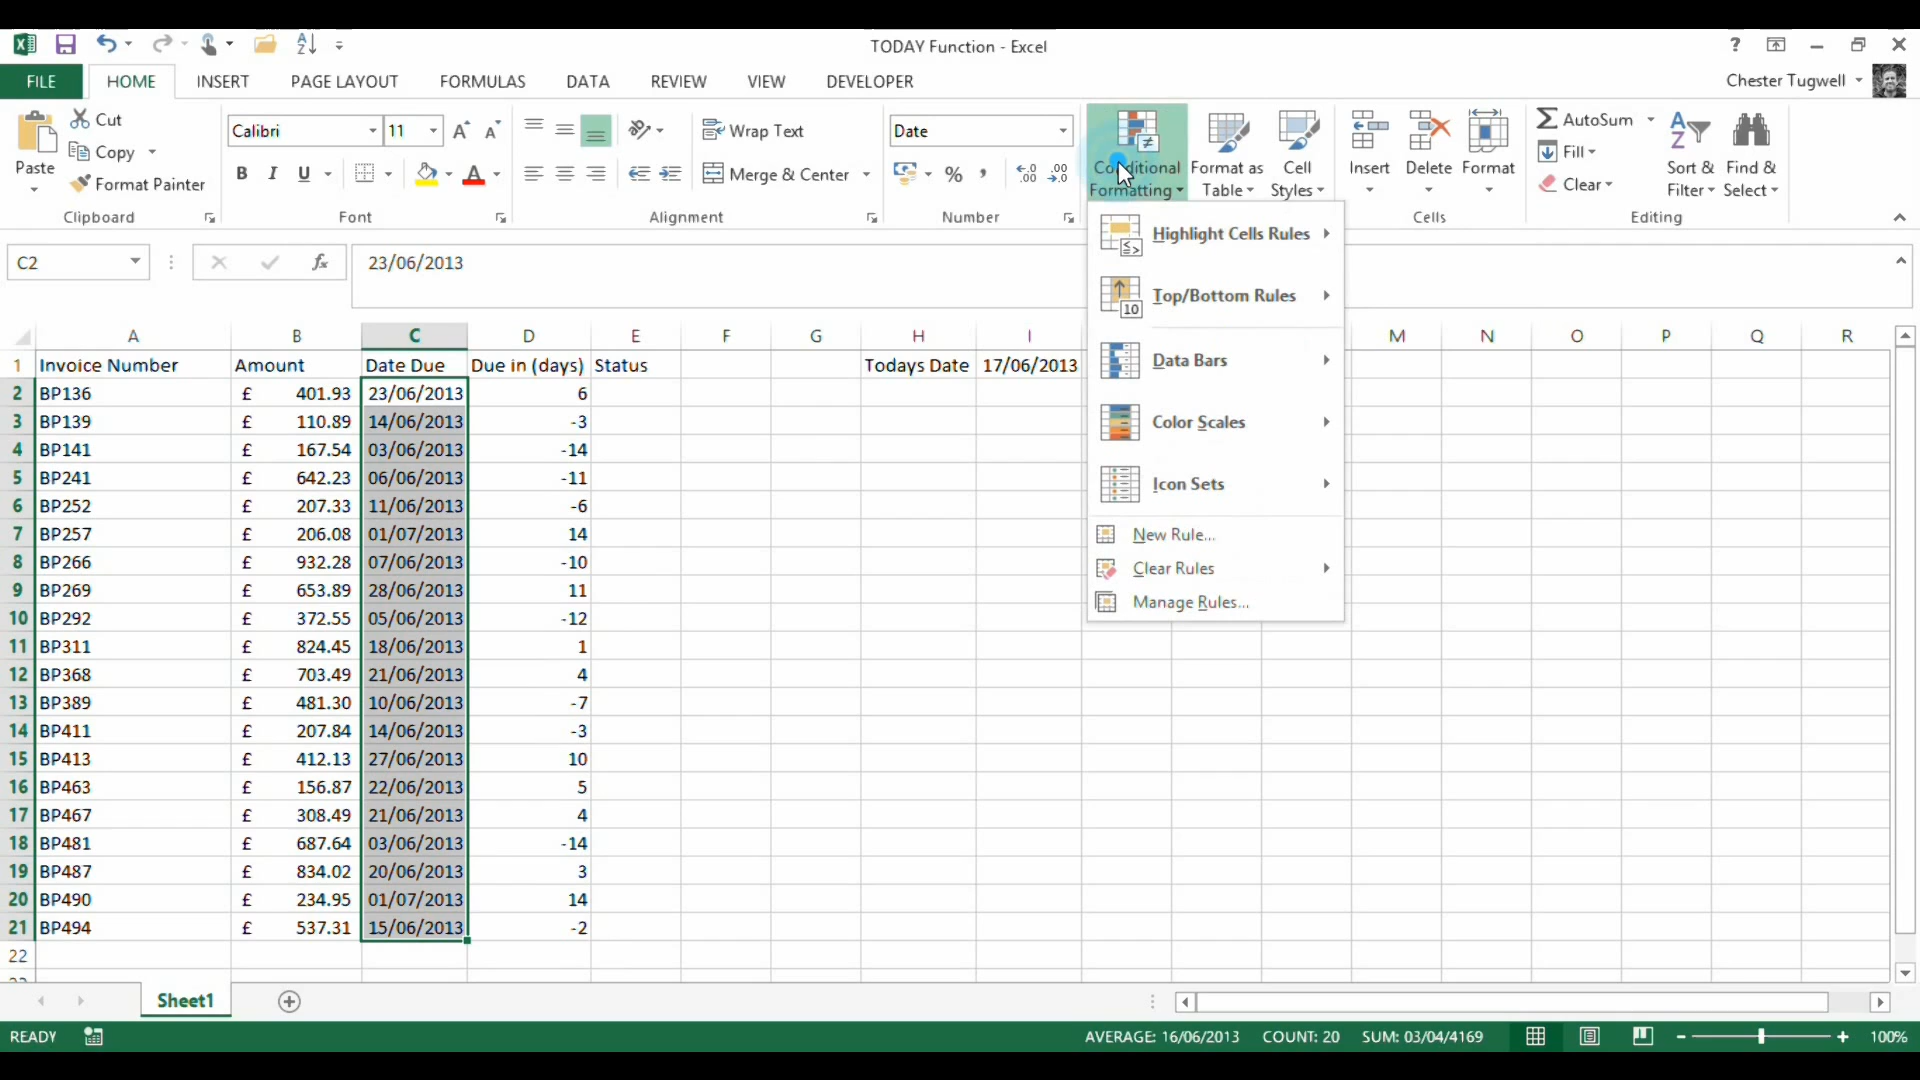 TODAY Function - Excel
?
FILE HOME INSERT PAGE LAYOUT FORMULAS DATA REVIEW VIEW DEVELOPER Chester Tugwell
Paste Cut Copy Format Painter Clipboard
Calibri 11 B I U A Font
Wrap Text Merge & Center Alignment
Date % , Number
Conditional Formatting Format as Table Cell Styles
Insert Delete Format Cells
AutoSum Fill Clear Sort & Filter Find & Select Editing
C2 fx 23/06/2013
Highlight Cells Rules
Top/Bottom Rules
Data Bars
Color Scales
Icon Sets
New Rule...
Clear Rules
Manage Rules...
A B C D E F G H I M N O P Q R
1 Invoice Number Amount Date Due Due in (days) Status Todays Date 17/06/2013
2 BP136 £ 401.93 23/06/2013 6
3 BP139 £ 110.89 14/06/2013 -3
4 BP141 £ 167.54 03/06/2013 -14
5 BP241 £ 642.23 06/06/2013 -11
6 BP252 £ 207.33 11/06/2013 -6
7 BP257 £ 206.08 01/07/2013 14
8 BP266 £ 932.28 07/06/2013 -10
9 BP269 £ 653.89 28/06/2013 11
10 BP292 £ 372.55 05/06/2013 -12
11 BP311 £ 824.45 18/06/2013 1
12 BP368 £ 703.49 21/06/2013 4
13 BP389 £ 481.30 10/06/2013 -7
14 BP411 £ 207.84 14/06/2013 -3
15 BP413 £ 412.13 27/06/2013 10
16 BP463 £ 156.87 22/06/2013 5
17 BP467 £ 308.49 21/06/2013 4
18 BP481 £ 687.64 03/06/2013 -14
19 BP487 £ 834.02 20/06/2013 3
20 BP490 £ 234.95 01/07/2013 14
21 BP494 £ 537.31 15/06/2013 -2
22
Sheet1
READY AVERAGE: 16/06/2013 COUNT: 20 SUM: 03/04/4169 100%